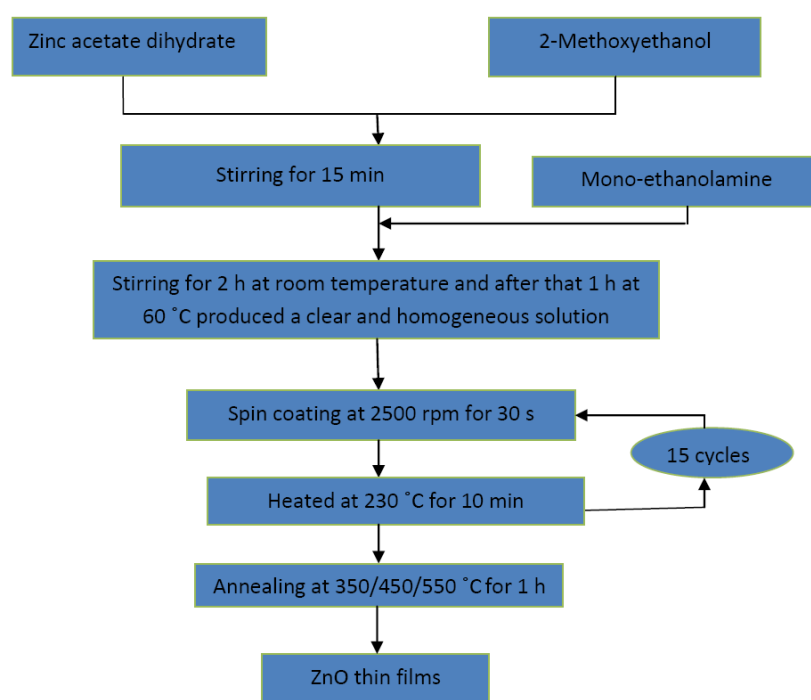 Zinc acetate dihydrate
2-Methoxyethanol
Stirring for 15 min
Mono-ethanolamine
Stirring for 2 h at room temperature and after that 1 h at
60 ˚C produced a clear and homogeneous solution
Spin coating at 2500 rpm for 30 s
15 cycles
Heated at 230 ˚C for 10 min
Annealing at 350/450/550 ˚C for 1 h
ZnO thin films